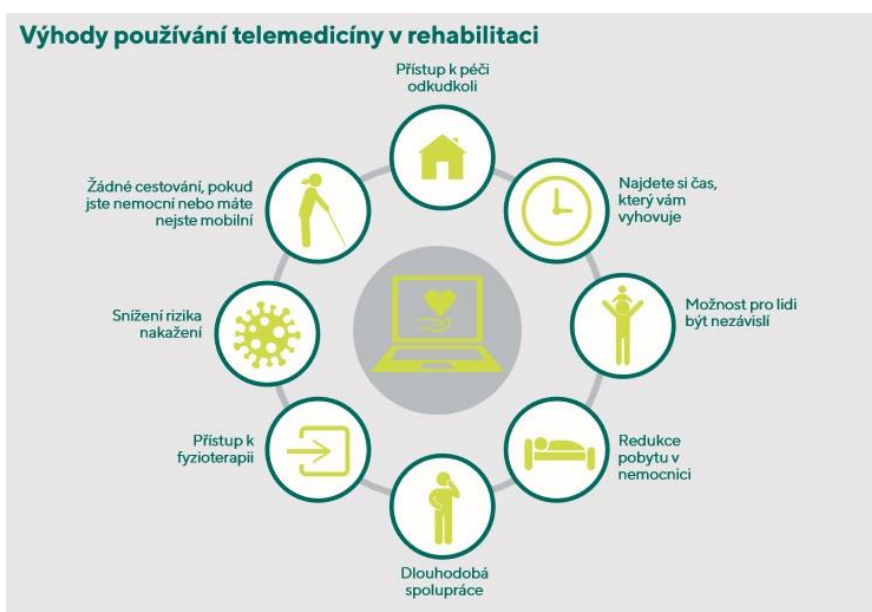 Výhody používání telemedicíny v rehabilitaci
Přístup k péči
odkudkoli
Najdete si čas,
který vám
vyhovuje
Možnost pro lidi
být nezávislí
Redukce
pobytu v
nemocnici
Dlouhodobá
spolupráce
Přístup k
fyzioterapii
Snížení rizika
nakažení
Žádné cestování, pokud
jste nemocní nebo máte
nejste mobilní